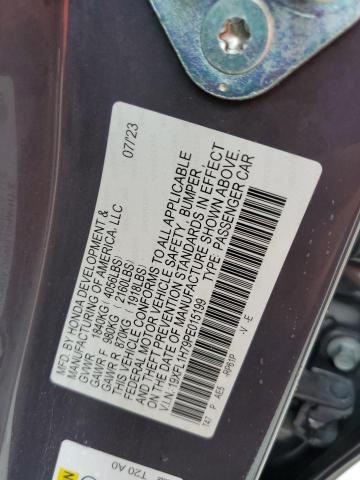 MFD. BY HONDA DEVELOPMENT &
MANUFACTURING OF AMERICA, LLC 07/'23
GVWR 1840KG(4056LBS)
GAWR F 980KG(2160LBS)
GAWR R 870KG(1918LBS)
THIS VEHICLE CONFORMS TO ALL APPLICABLE
FEDERAL MOTOR VEHICLE SAFETY, BUMPER,
THEFT PREVENTION STANDARDS IN EFFECT
ON THE DATE OF MANUFACTURE SHOWN ABOVE.
V.I.N. 19XFL1H79PE015199 TYPE: PASSENGER CAR
T47 P AE5 -RP61P -V -E
T20 A0